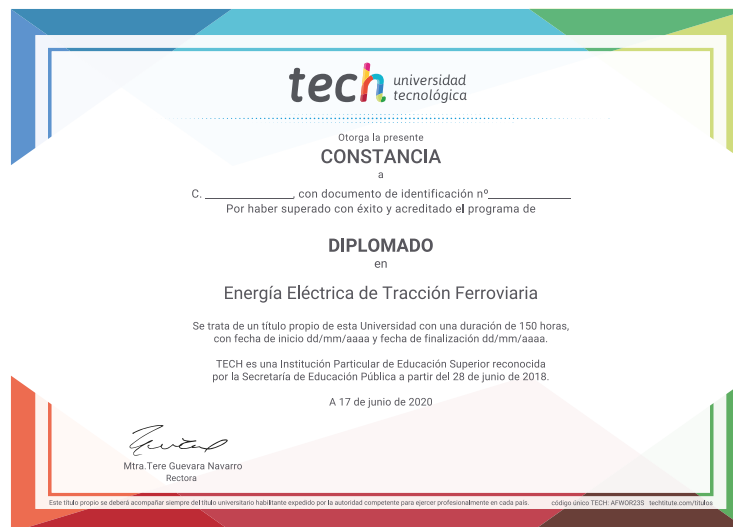 tech universidad
tecnológica
Otorga la presente
CONSTANCIA
a
C. ______________, con documento de identificación nº______________
Por haber superado con éxito y acreditado el programa de
DIPLOMADO
en
Energía Eléctrica de Tracción Ferroviaria
Se trata de un título propio de esta Universidad con una duración de 150 horas,
con fecha de inicio dd/mm/aaaa y fecha de finalización dd/mm/aaaa.
TECH es una Institución Particular de Educación Superior reconocida
por la Secretaría de Educación Pública a partir del 28 de junio de 2018.
A 17 de junio de 2020
Mtra.Tere Guevara Navarro
Rectora
Este título propio se deberá acompañar siempre del título universitario habilitante expedido por la autoridad competente para ejercer profesionalmente en cada país. código único TECH: AFWOR23S techtitute.com/títulos